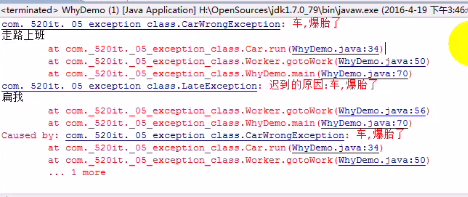 <terminated> WhyDemo (1) [Java Application] H:\OpenSources\jdk1.7.0_79\bin\javaw.exe (2016-4-19 下午3:46
com._520it._05_exception_class.CarWrongException: 车,爆胎了
走路上班
at com._520it._05_exception_class.Car.run(WhyDemo.java:34)
at com._520it._05_exception_class.Worker.gotoWork(WhyDemo.java:50)
at com._520it._05_exception_class.WhyDemo.main(WhyDemo.java:70)
com._520it._05_exception_class.LateException: 迟到的原因:车,爆胎了
扁我
at com._520it._05_exception_class.Worker.gotoWork(WhyDemo.java:56)
at com._520it._05_exception_class.WhyDemo.main(WhyDemo.java:70)
Caused by: com._520it._05_exception_class.CarWrongException: 车,爆胎了
at com._520it._05_exception_class.Car.run(WhyDemo.java:34)
at com._520it._05_exception_class.Worker.gotoWork(WhyDemo.java:50)
... 1 more